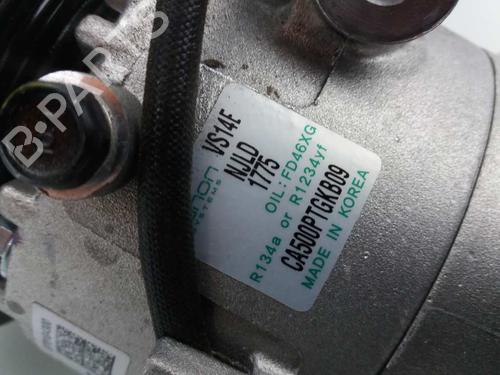 VS14E
NJLD
1775
OIL: FD46XG
R134a or R1234yf
CA500PTGKB09
MADE IN KOREA
B-PARTS